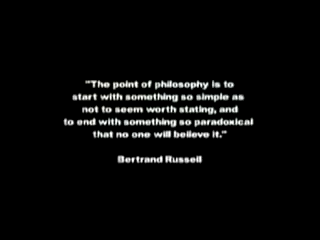 "The point of philosophy is to
start with something so simple as
not to seem worth stating, and
to end with something so paradoxical
that no one will believe it."
Bertrand Russell